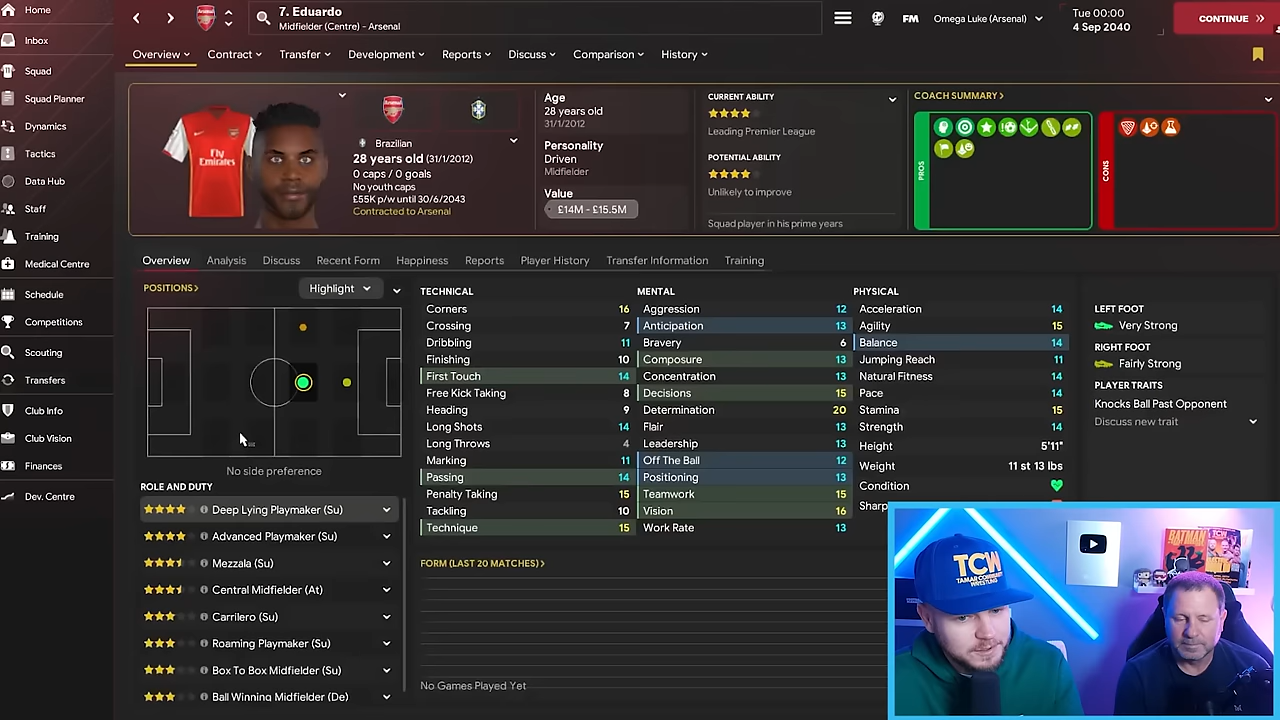 Home
Inbox
Squad
Squad Planner
Dynamics
Tactics
Data Hub
Staff
Training
Medical Centre
Schedule
Competitions
Scouting
Transfers
Club Info
Club Vision
Finances
Dev. Centre
7. Eduardo
Midfielder (Centre) - Arsenal
FM
Omega Luke (Arsenal)
Tue 00:00
4 Sep 2040
CONTINUE
Overview
Contract
Transfer
Development
Reports
Discuss
Comparison
History
Fly
Emirates
Arsenal
Brazilian
28 years old (31/1/2012)
0 caps / 0 goals
No youth caps
£55K p/w until 30/6/2043
Contracted to Arsenal
Age
28 years old
31/1/2012
Personality
Driven
Midfielder
Value
£14M - £15.5M
CURRENT ABILITY
Leading Premier League
POTENTIAL ABILITY
Unlikely to improve
Squad player in his prime years
COACH SUMMARY
PROS
CONS
Overview
Analysis
Discuss
Recent Form
Happiness
Reports
Player History
Transfer Information
Training
POSITIONS
Highlight
No side preference
ROLE AND DUTY
Deep Lying Playmaker (Su)
Advanced Playmaker (Su)
Mezzala (Su)
Central Midfielder (At)
Carrilero (Su)
Roaming Playmaker (Su)
Box To Box Midfielder (Su)
Ball Winning Midfielder (De)
TECHNICAL
Corners 16
Crossing 7
Dribbling 11
Finishing 10
First Touch 14
Free Kick Taking 8
Heading 9
Long Shots 14
Long Throws 4
Marking 11
Passing 14
Penalty Taking 15
Tackling 10
Technique 15
MENTAL
Aggression 12
Anticipation 13
Bravery 6
Composure 13
Concentration 13
Decisions 15
Determination 20
Flair 13
Leadership 13
Off The Ball 12
Positioning 13
Teamwork 15
Vision 16
Work Rate 13
PHYSICAL
Acceleration 14
Agility 15
Balance 14
Jumping Reach 11
Natural Fitness 14
Pace 14
Stamina 15
Strength 14
Height 5'11"
Weight 11 st 13 lbs
Condition
Sharp
LEFT FOOT
Very Strong
RIGHT FOOT
Fairly Strong
PLAYER TRAITS
Knocks Ball Past Opponent
Discuss new trait
FORM (LAST 20 MATCHES)
No Games Played Yet
TCW
BATMAN
TCW